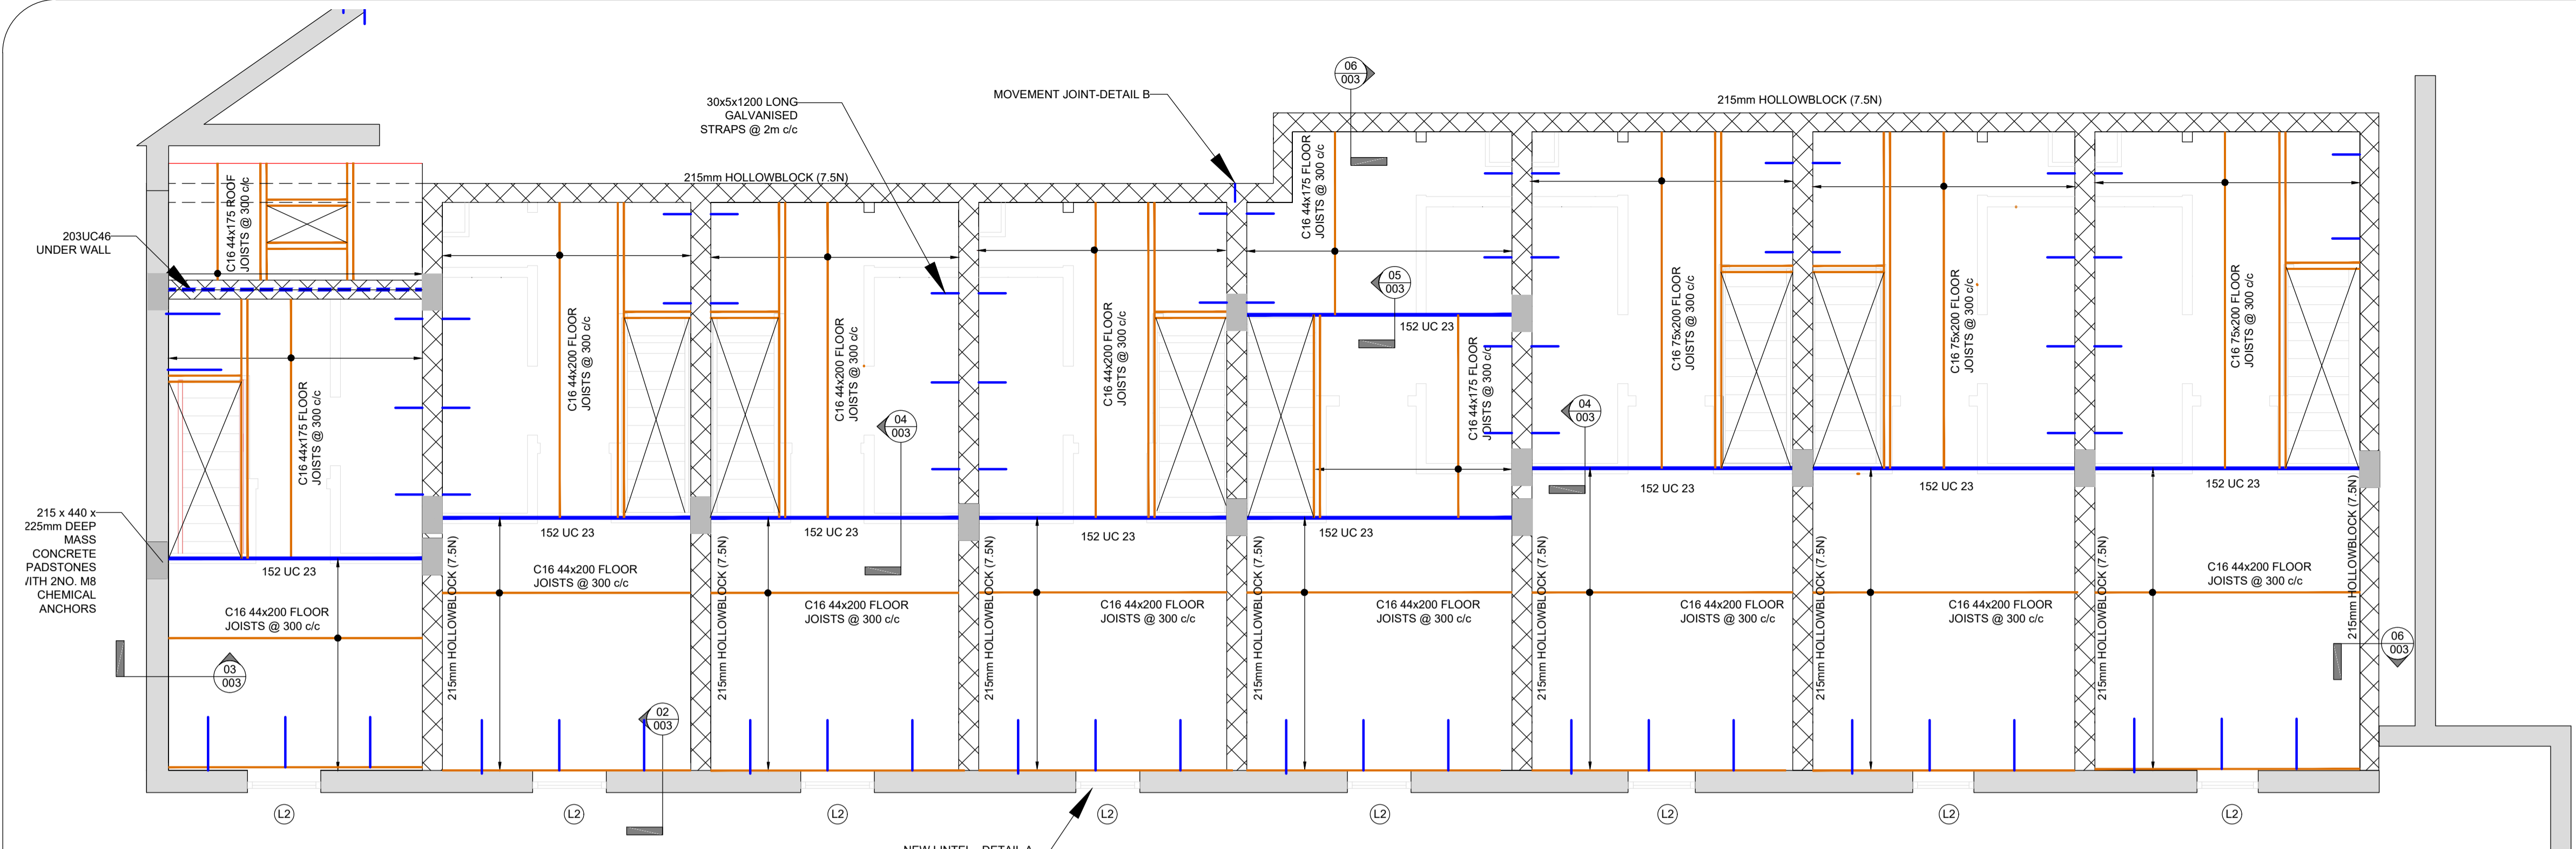 06
003
MOVEMENT JOINT-DETAIL B
30x5x1200 LONG
GALVANISED
STRAPS @ 2m c/c
215mm HOLLOWBLOCK (7.5N)
215mm HOLLOWBLOCK (7.5N)
C16 44x175 ROOF
JOISTS @ 300 c/c
C16 44x175 FLOOR
JOISTS @ 300 c/c
203UC46
UNDER WALL
05
003
C16 44x200 FLOOR
JOISTS @ 300 c/c
C16 44x200 FLOOR
JOISTS @ 300 c/c
C16 44x200 FLOOR
JOISTS @ 300 c/c
152 UC 23
C16 75x200 FLOOR
JOISTS @ 300 c/c
C16 75x200 FLOOR
JOISTS @ 300 c/c
C16 75x200 FLOOR
JOISTS @ 300 c/c
C16 44x175 FLOOR
JOISTS @ 300 c/c
C16 44x175 FLOOR
JOISTS @ 300 c/c
04
003
04
003
152 UC 23
152 UC 23
152 UC 23
215 x 440 x
225mm DEEP
MASS
CONCRETE
PADSTONES
/ITH 2NO. M8
CHEMICAL
ANCHORS
152 UC 23
152 UC 23
152 UC 23
152 UC 23
152 UC 23
C16 44x200 FLOOR
JOISTS @ 300 c/c
C16 44x200 FLOOR
JOISTS @ 300 c/c
C16 44x200 FLOOR
JOISTS @ 300 c/c
C16 44x200 FLOOR
JOISTS @ 300 c/c
C16 44x200 FLOOR
JOISTS @ 300 c/c
C16 44x200 FLOOR
JOISTS @ 300 c/c
C16 44x200 FLOOR
JOISTS @ 300 c/c
C16 44x200 FLOOR
JOISTS @ 300 c/c
215mm HOLLOWBLOCK (7.5N)
215mm HOLLOWBLOCK (7.5N)
215mm HOLLOWBLOCK (7.5N)
215mm HOLLOWBLOCK (7.5N)
215mm HOLLOWBLOCK (7.5N)
215mm HOLLOWBLOCK (7.5N)
215mm HOLLOWBLOCK (7.5N)
215mm HOLLOWBLOCK (7.5N)
03
003
02
003
06
003
L2
L2
L2
L2
L2
L2
L2
L2
NEW LINTEL - DETAIL A